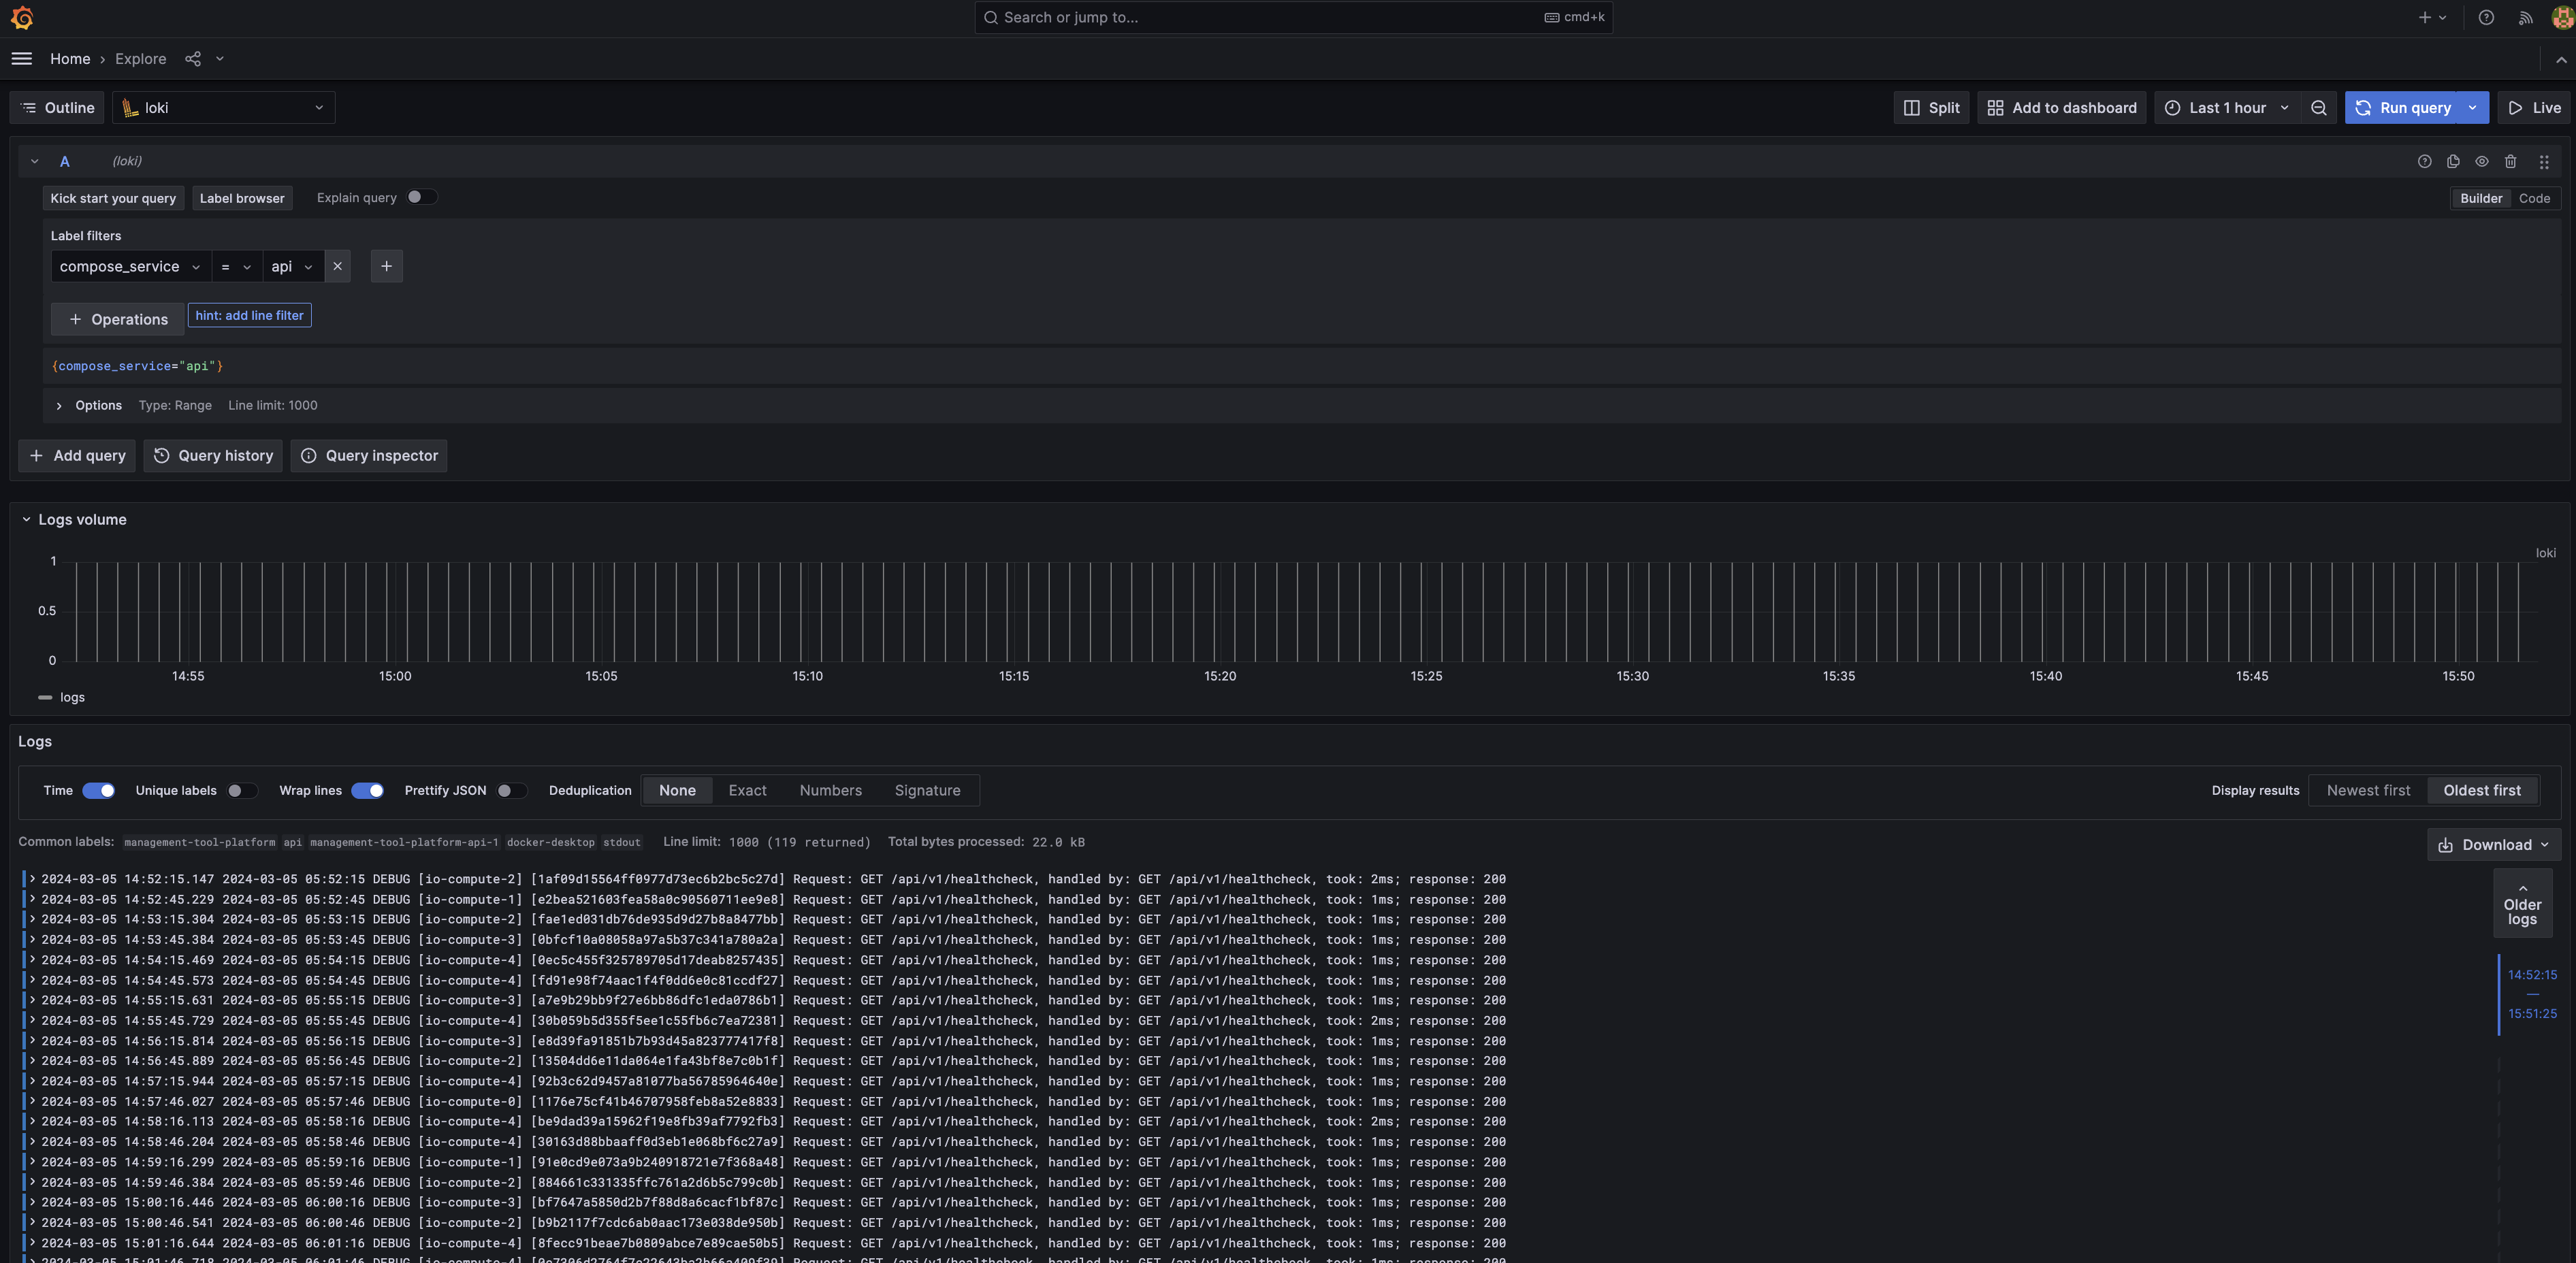 Search or jump to... cmd+k
Home › Explore
Outline loki Split Add to dashboard Last 1 hour Run query Live
A (loki)
Kick start your query Label browser Explain query Builder Code
Label filters
compose_service = api
+ Operations hint: add line filter
{compose_service="api"}
Options Type: Range Line limit: 1000
+ Add query Query history Query inspector
Logs volume
loki
1
0.5
0
14:55 15:00 15:05 15:10 15:15 15:20 15:25 15:30 15:35 15:40 15:45 15:50
logs
Logs
Time Unique labels Wrap lines Prettify JSON Deduplication None Exact Numbers Signature Display results Newest first Oldest first
Common labels: management-tool-platform api management-tool-platform-api-1 docker-desktop stdout Line limit: 1000 (119 returned) Total bytes processed: 22.0 kB Download
2024-03-05 14:52:15.147 2024-03-05 05:52:15 DEBUG [io-compute-2] [1af09d15564ff0977d73ec6b2bc5c27d] Request: GET /api/v1/healthcheck, handled by: GET /api/v1/healthcheck, took: 2ms; response: 200
2024-03-05 14:52:45.229 2024-03-05 05:52:45 DEBUG [io-compute-1] [e2bea521603fea58a0c90560711ee9e8] Request: GET /api/v1/healthcheck, handled by: GET /api/v1/healthcheck, took: 1ms; response: 200
2024-03-05 14:53:15.304 2024-03-05 05:53:15 DEBUG [io-compute-2] [fae1ed031db76de935d9d27b8a8477bb] Request: GET /api/v1/healthcheck, handled by: GET /api/v1/healthcheck, took: 1ms; response: 200
2024-03-05 14:53:45.384 2024-03-05 05:53:45 DEBUG [io-compute-3] [0bfcf10a08058a97a5b37c341a780a2a] Request: GET /api/v1/healthcheck, handled by: GET /api/v1/healthcheck, took: 1ms; response: 200
2024-03-05 14:54:15.469 2024-03-05 05:54:15 DEBUG [io-compute-4] [0ec5c455f325789705d17deab8257435] Request: GET /api/v1/healthcheck, handled by: GET /api/v1/healthcheck, took: 1ms; response: 200
2024-03-05 14:54:45.573 2024-03-05 05:54:45 DEBUG [io-compute-4] [fd91e98f74aac1f4f0dd6e0c81ccdf27] Request: GET /api/v1/healthcheck, handled by: GET /api/v1/healthcheck, took: 1ms; response: 200
2024-03-05 14:55:15.631 2024-03-05 05:55:15 DEBUG [io-compute-3] [a7e9b29bb9f27e6bb86dfc1eda0786b1] Request: GET /api/v1/healthcheck, handled by: GET /api/v1/healthcheck, took: 1ms; response: 200
2024-03-05 14:55:45.729 2024-03-05 05:55:45 DEBUG [io-compute-4] [30b059b5d355f5ee1c55fb6c7ea72381] Request: GET /api/v1/healthcheck, handled by: GET /api/v1/healthcheck, took: 2ms; response: 200
2024-03-05 14:56:15.814 2024-03-05 05:56:15 DEBUG [io-compute-3] [e8d39fa91851b7b93d45a823777417f8] Request: GET /api/v1/healthcheck, handled by: GET /api/v1/healthcheck, took: 1ms; response: 200
2024-03-05 14:56:45.889 2024-03-05 05:56:45 DEBUG [io-compute-2] [13504dd6e11da064e1fa43bf8e7c0b1f] Request: GET /api/v1/healthcheck, handled by: GET /api/v1/healthcheck, took: 1ms; response: 200
2024-03-05 14:57:15.944 2024-03-05 05:57:15 DEBUG [io-compute-4] [92b3c62d9457a81077ba56785964640e] Request: GET /api/v1/healthcheck, handled by: GET /api/v1/healthcheck, took: 1ms; response: 200
2024-03-05 14:57:46.027 2024-03-05 05:57:46 DEBUG [io-compute-0] [1176e75cf41b46707958feb8a52e8833] Request: GET /api/v1/healthcheck, handled by: GET /api/v1/healthcheck, took: 1ms; response: 200
2024-03-05 14:58:16.113 2024-03-05 05:58:16 DEBUG [io-compute-4] [be9dad39a15962f19e8fb39af7792fb3] Request: GET /api/v1/healthcheck, handled by: GET /api/v1/healthcheck, took: 2ms; response: 200
2024-03-05 14:58:46.204 2024-03-05 05:58:46 DEBUG [io-compute-4] [30163d88bbaaff0d3eb1e068bf6c27a9] Request: GET /api/v1/healthcheck, handled by: GET /api/v1/healthcheck, took: 1ms; response: 200
2024-03-05 14:59:16.299 2024-03-05 05:59:16 DEBUG [io-compute-1] [91e0cd9e073a9b240918721e7f368a48] Request: GET /api/v1/healthcheck, handled by: GET /api/v1/healthcheck, took: 1ms; response: 200
2024-03-05 14:59:46.384 2024-03-05 05:59:46 DEBUG [io-compute-2] [884661c331335ffc761a2d6b5c799c0b] Request: GET /api/v1/healthcheck, handled by: GET /api/v1/healthcheck, took: 1ms; response: 200
2024-03-05 15:00:16.446 2024-03-05 06:00:16 DEBUG [io-compute-3] [bf7647a5850d2b7f88d8a6cacf1bf87c] Request: GET /api/v1/healthcheck, handled by: GET /api/v1/healthcheck, took: 1ms; response: 200
2024-03-05 15:00:46.541 2024-03-05 06:00:46 DEBUG [io-compute-2] [b9b2117f7cdc6ab0aac173e038de950b] Request: GET /api/v1/healthcheck, handled by: GET /api/v1/healthcheck, took: 1ms; response: 200
2024-03-05 15:01:16.644 2024-03-05 06:01:16 DEBUG [io-compute-4] [8fecc91beae7b0809abce7e89cae50b5] Request: GET /api/v1/healthcheck, handled by: GET /api/v1/healthcheck, took: 1ms; response: 200
Older
logs
14:52:15
—
15:51:25